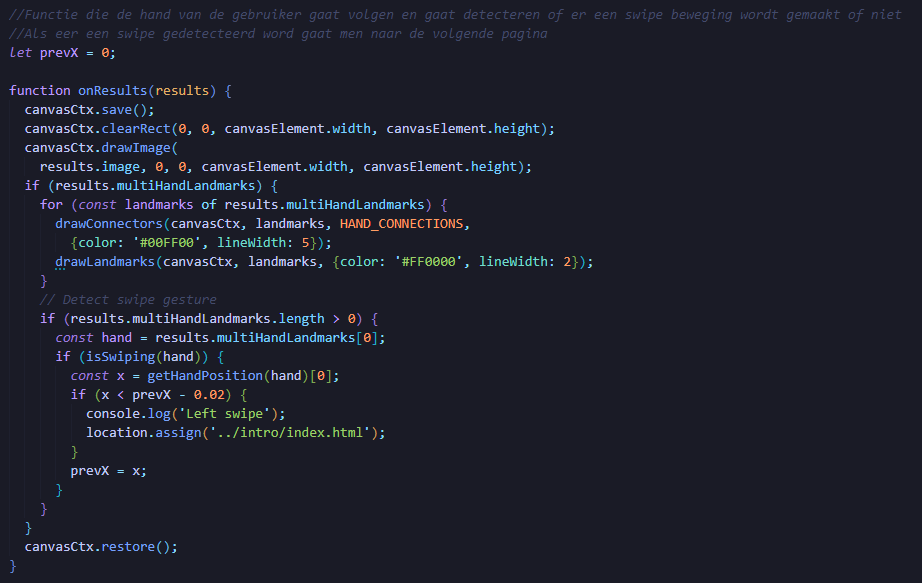 //Functie die de hand van de gebruiker gaat volgen en gaat detecteren of er een swipe beweging wordt gemaakt of niet
//Als eer een swipe gedetecteerd word gaat men naar de volgende pagina
let prevX = 0;

function onResults(results) {
  canvasCtx.save();
  canvasCtx.clearRect(0, 0, canvasElement.width, canvasElement.height);
  canvasCtx.drawImage(
    results.image, 0, 0, canvasElement.width, canvasElement.height);
  if (results.multiHandLandmarks) {
    for (const landmarks of results.multiHandLandmarks) {
      drawConnectors(canvasCtx, landmarks, HAND_CONNECTIONS,
        {color: '#00FF00', lineWidth: 5});
      drawLandmarks(canvasCtx, landmarks, {color: '#FF0000', lineWidth: 2});
    }
    // Detect swipe gesture
    if (results.multiHandLandmarks.length > 0) {
      const hand = results.multiHandLandmarks[0];
      if (isSwiping(hand)) {
        const x = getHandPosition(hand)[0];
        if (x < prevX - 0.02) {
          console.log('Left swipe');
          location.assign('../intro/index.html');
        }
        prevX = x;
      }
    }
  }
  canvasCtx.restore();
}